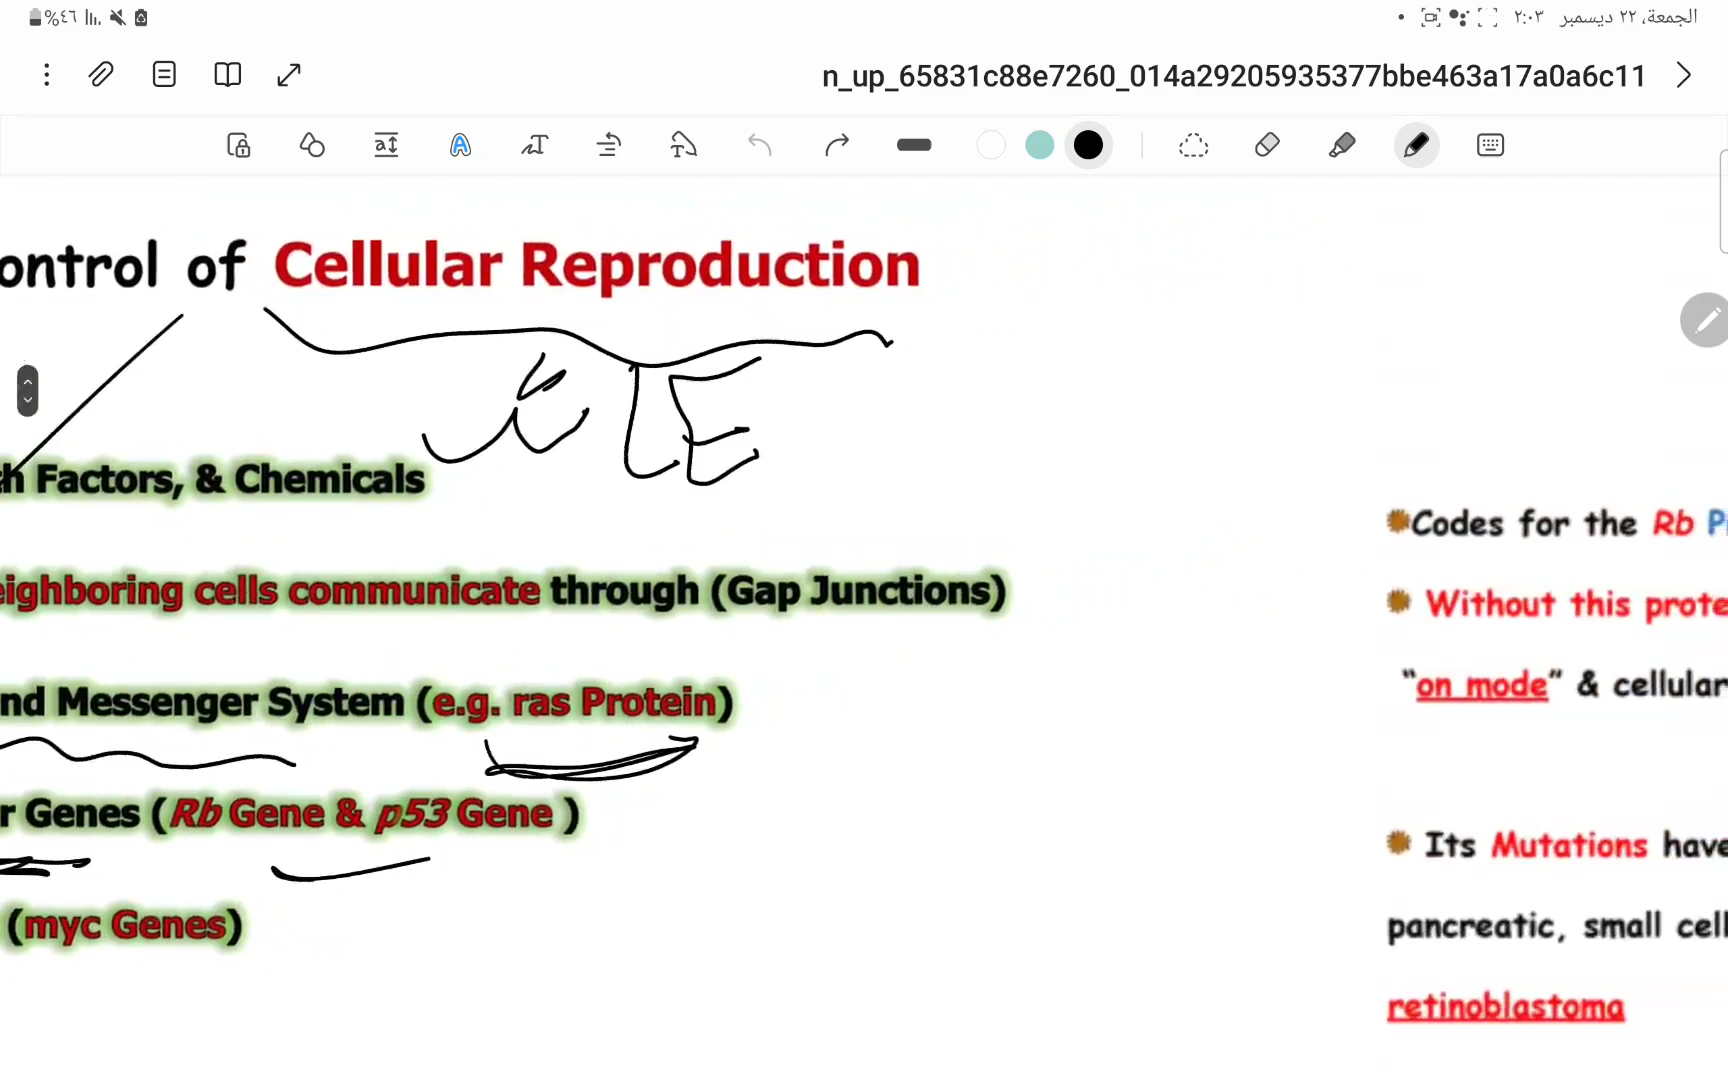 %٤٦
الجمعة، ٢٢ ديسمبر ٢:٠٣
n_up_65831c88e7260_014a29205935377bbe463a17a0a6c11
ontrol of Cellular Reproduction
h Factors, & Chemicals
eighboring cells communicate through (Gap Junctions)
nd Messenger System (e.g. ras Protein)
r Genes (Rb Gene & p53 Gene )
(myc Genes)
Codes for the Rb P
Without this prote
“on mode” & cellular
Its Mutations have
pancreatic, small cell
retinoblastoma